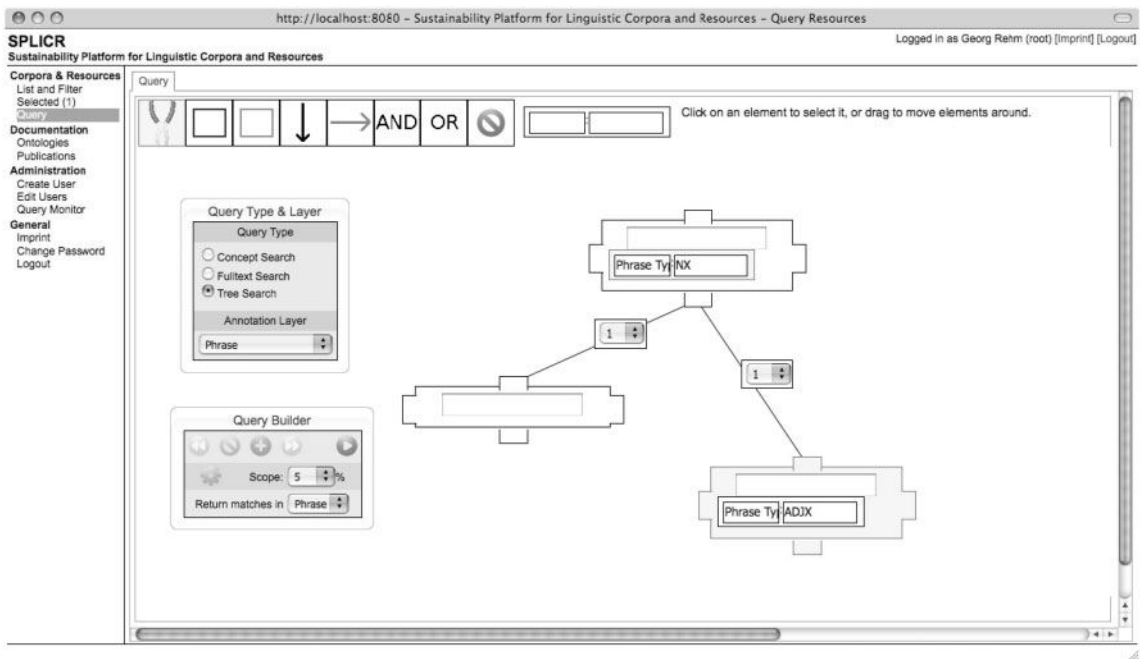 http://localhost:8080 – Sustainability Platform for Linguistic Corpora and Resources – Query Resources
SPLICR
Sustainability Platform for Linguistic Corpora and Resources
Logged in as Georg Rehm (root) [Imprint] [Logout]
Corpora & Resources
List and Filter
Selected (1)
Query
Documentation
Ontologies
Publications
Administration
Create User
Edit Users
Query Monitor
General
Imprint
Change Password
Logout
Query
AND OR
Click on an element to select it, or drag to move elements around.
Query Type & Layer
Query Type
Concept Search
Fulltext Search
Tree Search
Annotation Layer
Phrase
Query Builder
Scope: 5 %
Return matches in Phrase
Phrase Typ NX
1
1
Phrase Typ ADJX